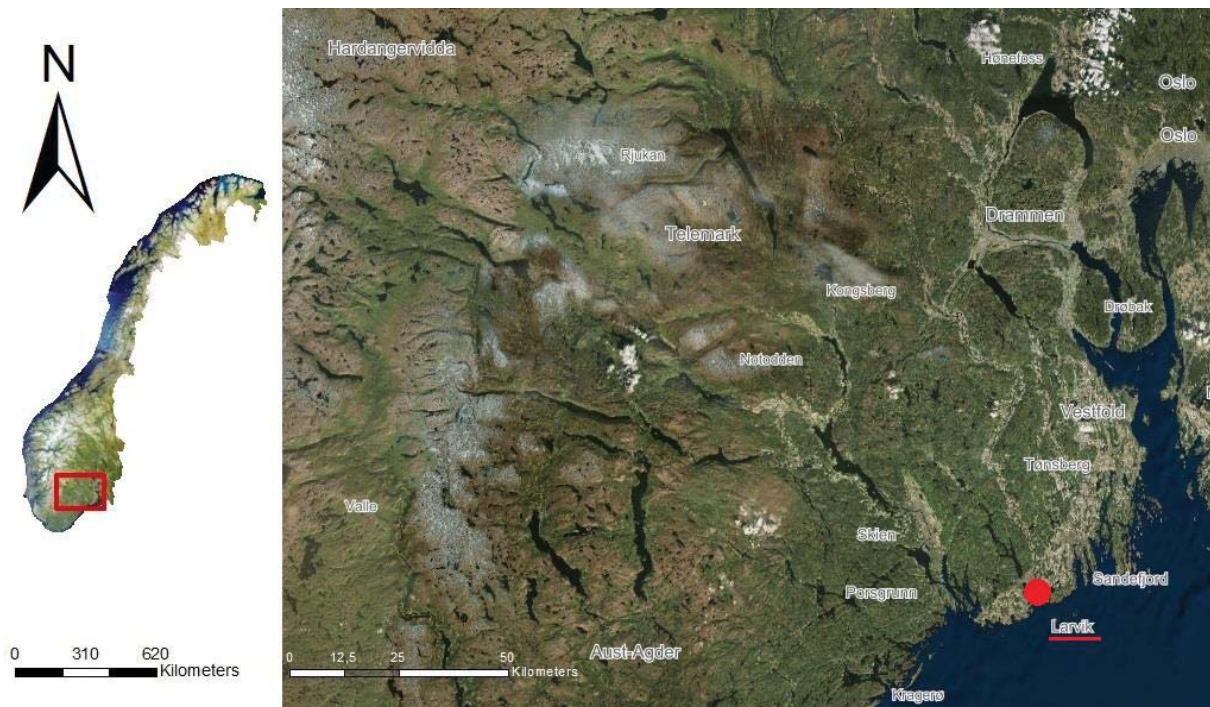 N
0 310 620
Kilometers
Hardangervidda
Hønefoss
Oslo
Oslo
Rjukan
Drammen
Telemark
Kongsberg
Drøbak
Notodden
Vestfold
Tønsberg
Valle
Skien
Sandefjord
Porsgrunn
Larvik
Aust-Agder
0 12,5 25 50
Kilometers
Kragerø